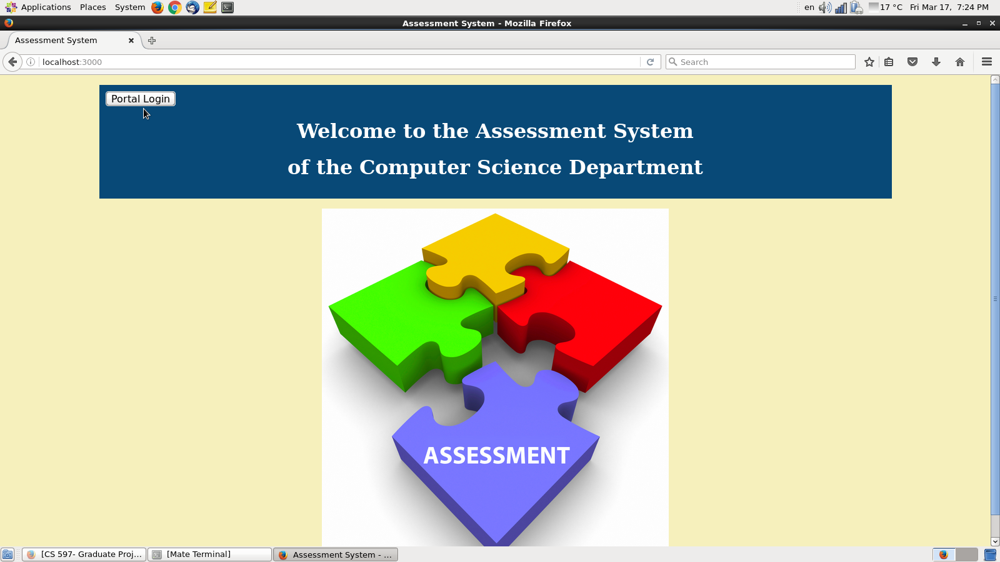 Applications Places System en 17 °C Fri Mar 17, 7:24 PM
Assessment System - Mozilla Firefox
Assessment System
localhost:3000 Search
Portal Login
Welcome to the Assessment System
of the Computer Science Department
ASSESSMENT
[CS 597- Graduate Proj... [Mate Terminal] Assessment System - ...